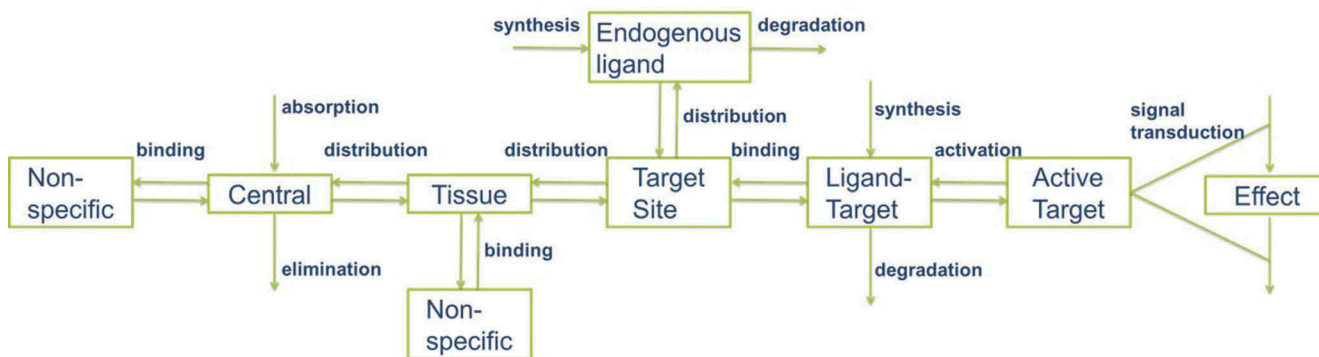 synthesis
Endogenous
ligand
degradation
absorption
distribution
synthesis
signal
transduction
binding
distribution
distribution
binding
activation
Non-
specific
Central
Tissue
Target
Site
Ligand-
Target
Active
Target
Effect
elimination
binding
degradation
Non-
specific